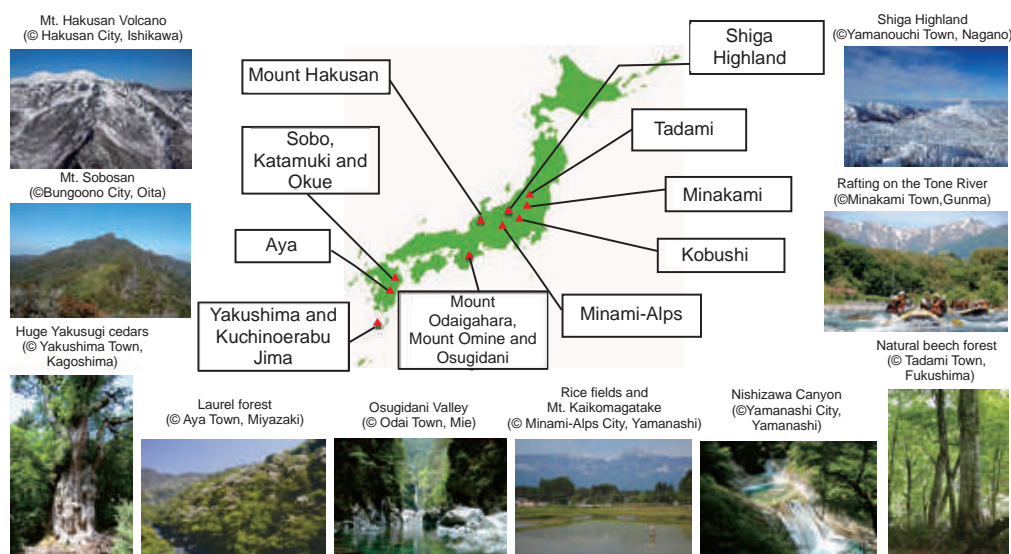 Mt. Hakusan Volcano
(© Hakusan City, Ishikawa)
Mt. Sobosan
(©Bungoono City, Oita)
Huge Yakusugi cedars
(© Yakushima Town,
Kagoshima)
Mount Hakusan
Sobo,
Katamuki and
Okue
Aya
Yakushima and
Kuchinoerabu
Jima
Mount
Odaigahara,
Mount Omine and
Osugidani
Shiga
Highland
Tadami
Minakami
Kobushi
Minami-Alps
Shiga Highland
(©Yamanouchi Town, Nagano)
Rafting on the Tone River
(©Minakami Town,Gunma)
Natural beech forest
(© Tadami Town,
Fukushima)
Laurel forest
(© Aya Town, Miyazaki)
Osugidani Valley
(© Odai Town, Mie)
Rice fields and
Mt. Kaikomagatake
(© Minami-Alps City, Yamanashi)
Nishizawa Canyon
(©Yamanashi City,
Yamanashi)